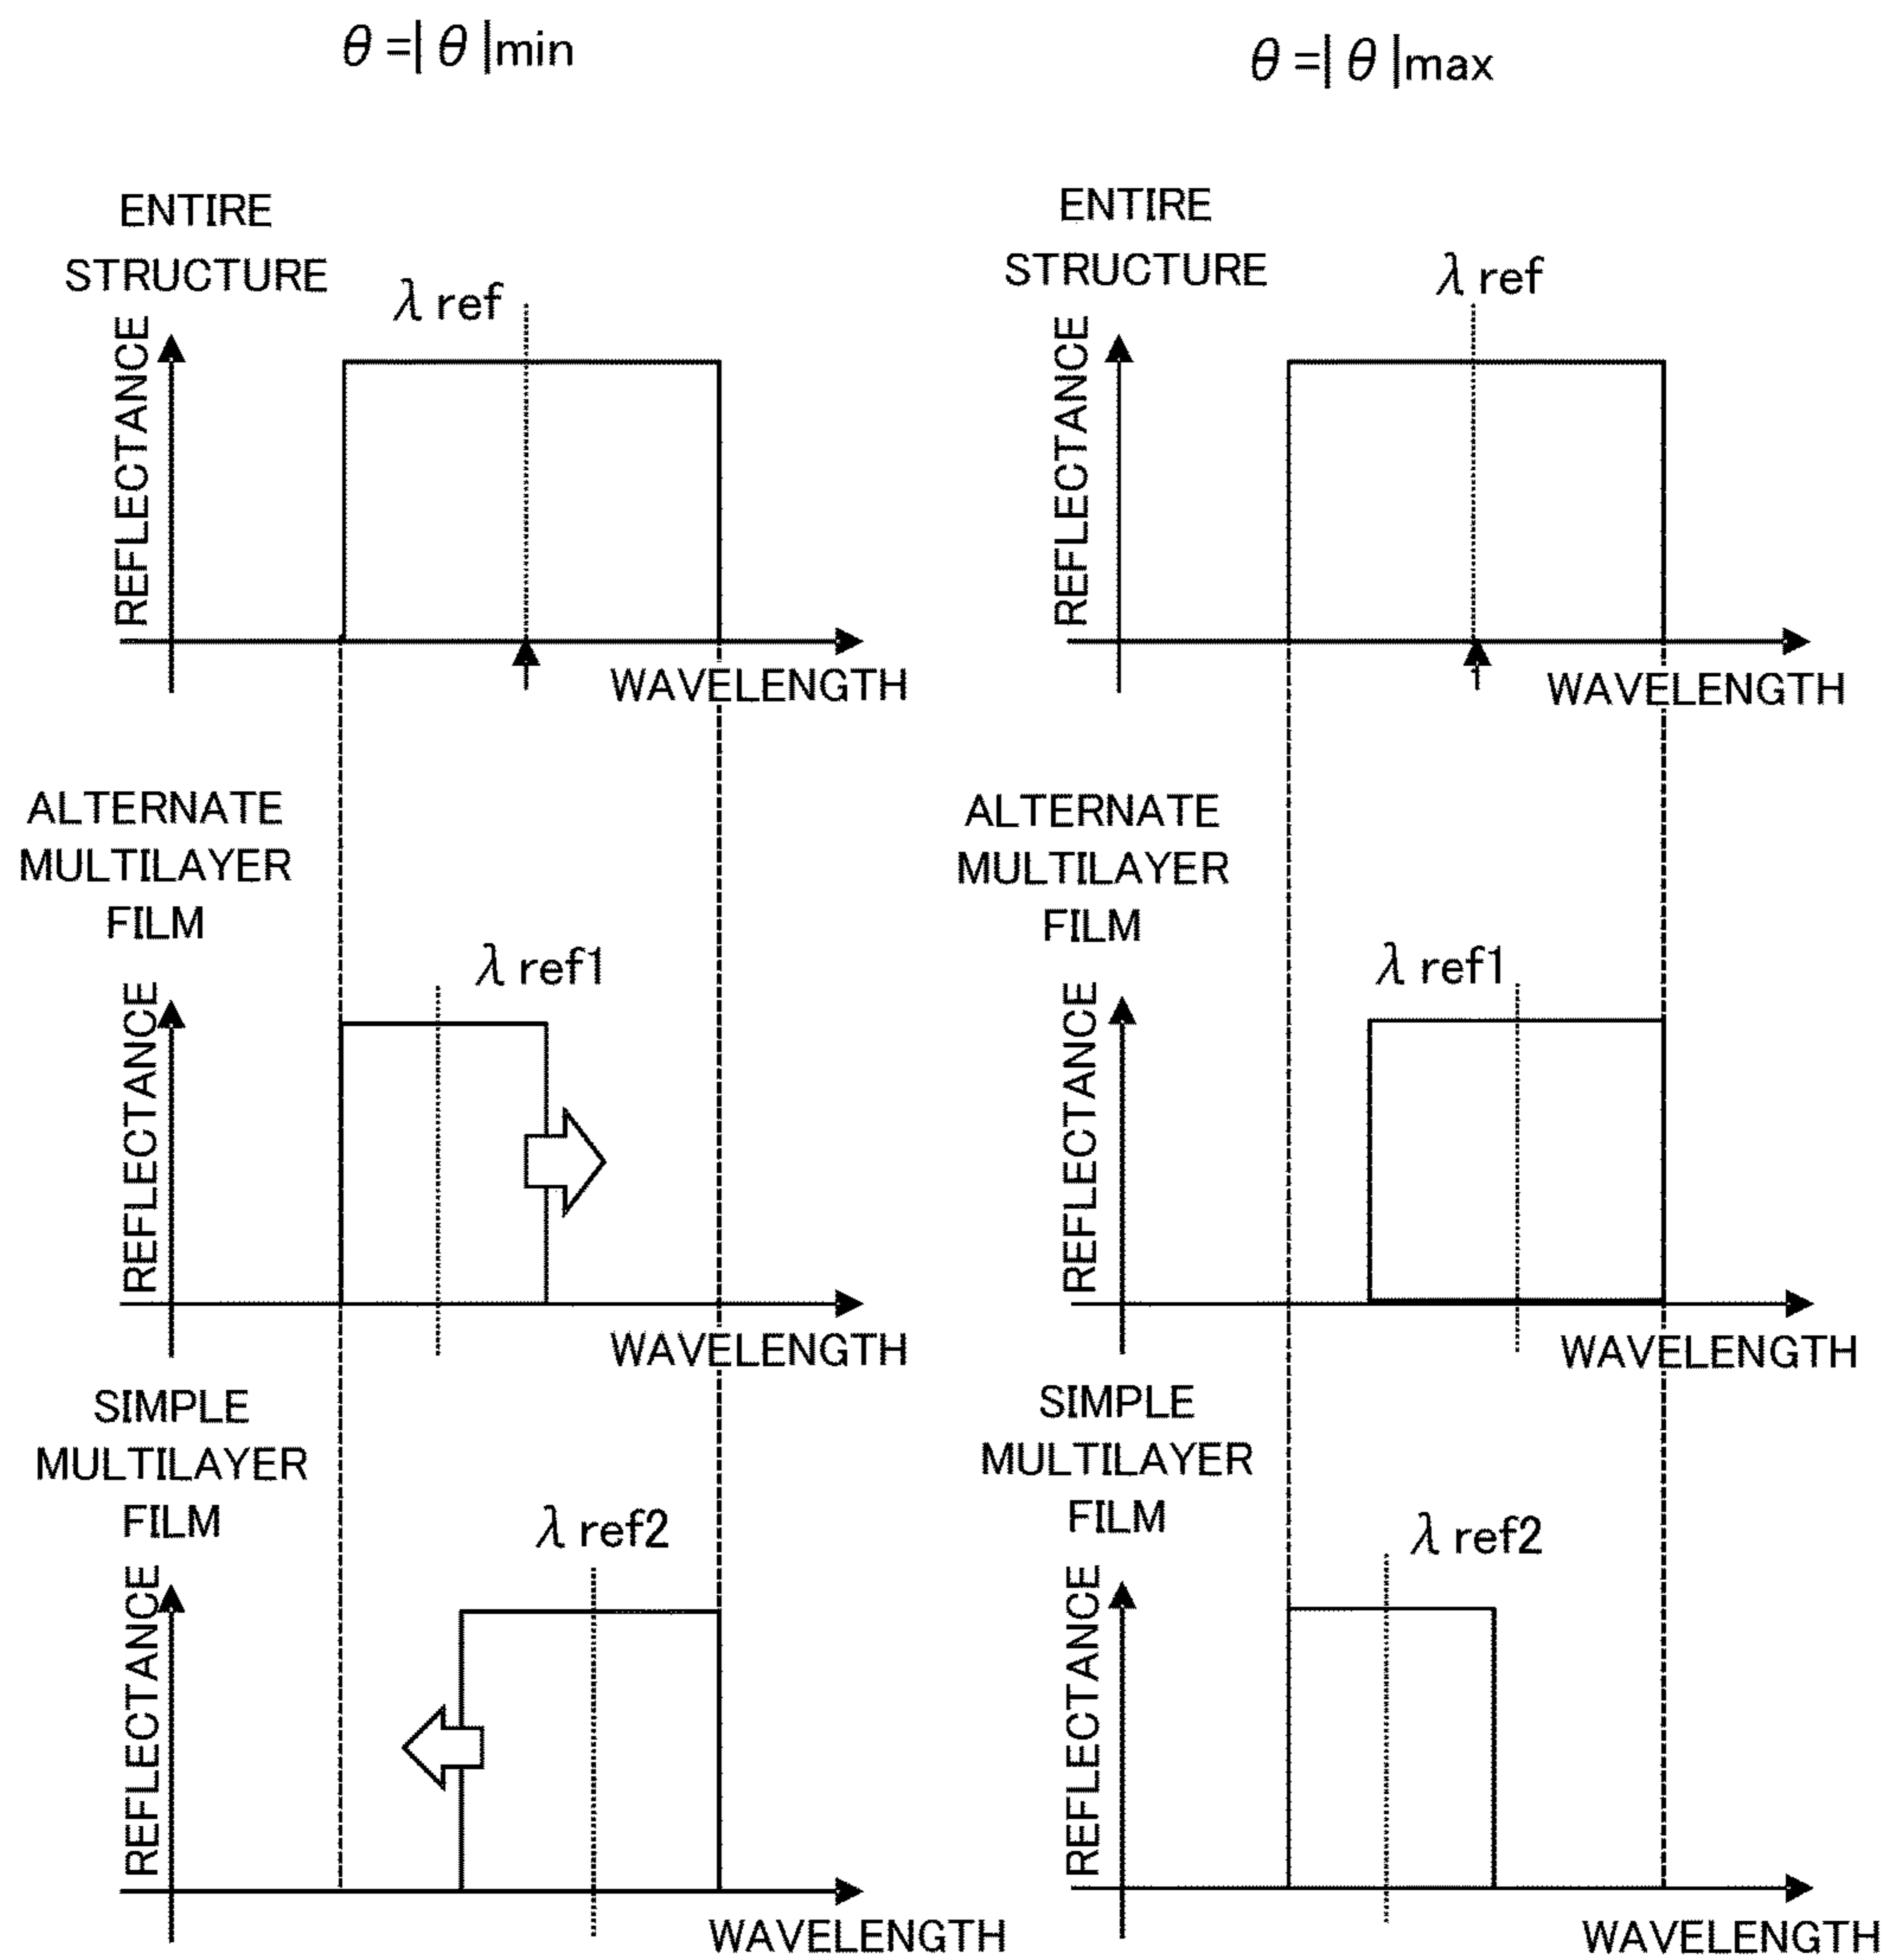 θ=|θ|min
ENTIRE
STRUCTURE
λ ref
REFLECTANCE
WAVELENGTH
ALTERNATE
MULTILAYER
FILM
λ ref1
REFLECTANCE
WAVELENGTH
SIMPLE
MULTILAYER
FILM
λ ref2
REFLECTANCE
WAVELENGTH
θ=|θ|max
ENTIRE
STRUCTURE
λ ref
REFLECTANCE
WAVELENGTH
ALTERNATE
MULTILAYER
FILM
λ ref1
REFLECTANCE
WAVELENGTH
SIMPLE
MULTILAYER
FILM
λ ref2
REFLECTANCE
WAVELENGTH